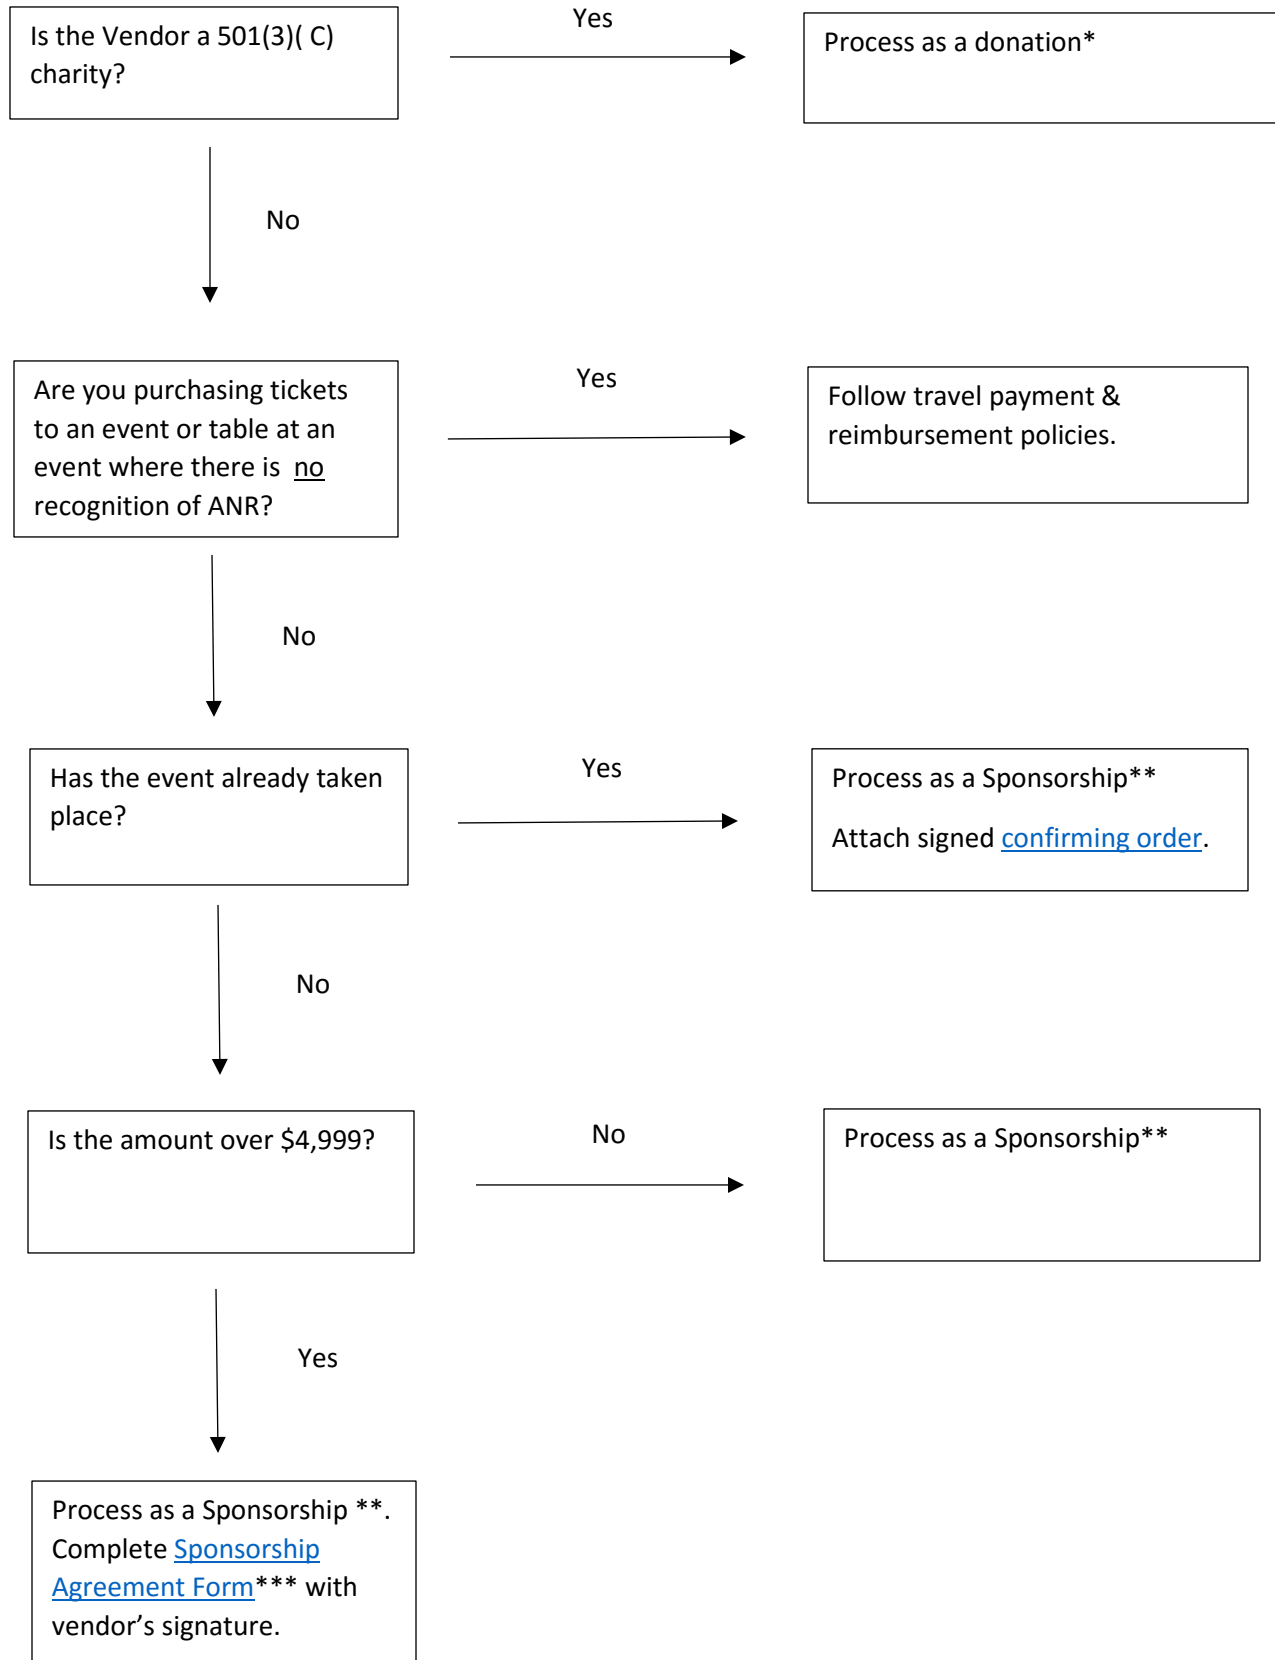 Is the Vendor a 501(3)( C)
charity?
Yes
Process as a donation*
No
Are you purchasing tickets
to an event or table at an
event where there is  no
recognition of ANR?
Yes
Follow travel payment &
reimbursement policies.
No
Has the event already taken
place?
Yes
Process as a Sponsorship**
Attach signed confirming order.
No
Is the amount over $4,999?
No
Process as a Sponsorship**
Yes
Process as a Sponsorship **.
Complete Sponsorship
Agreement Form*** with
vendor’s signature.